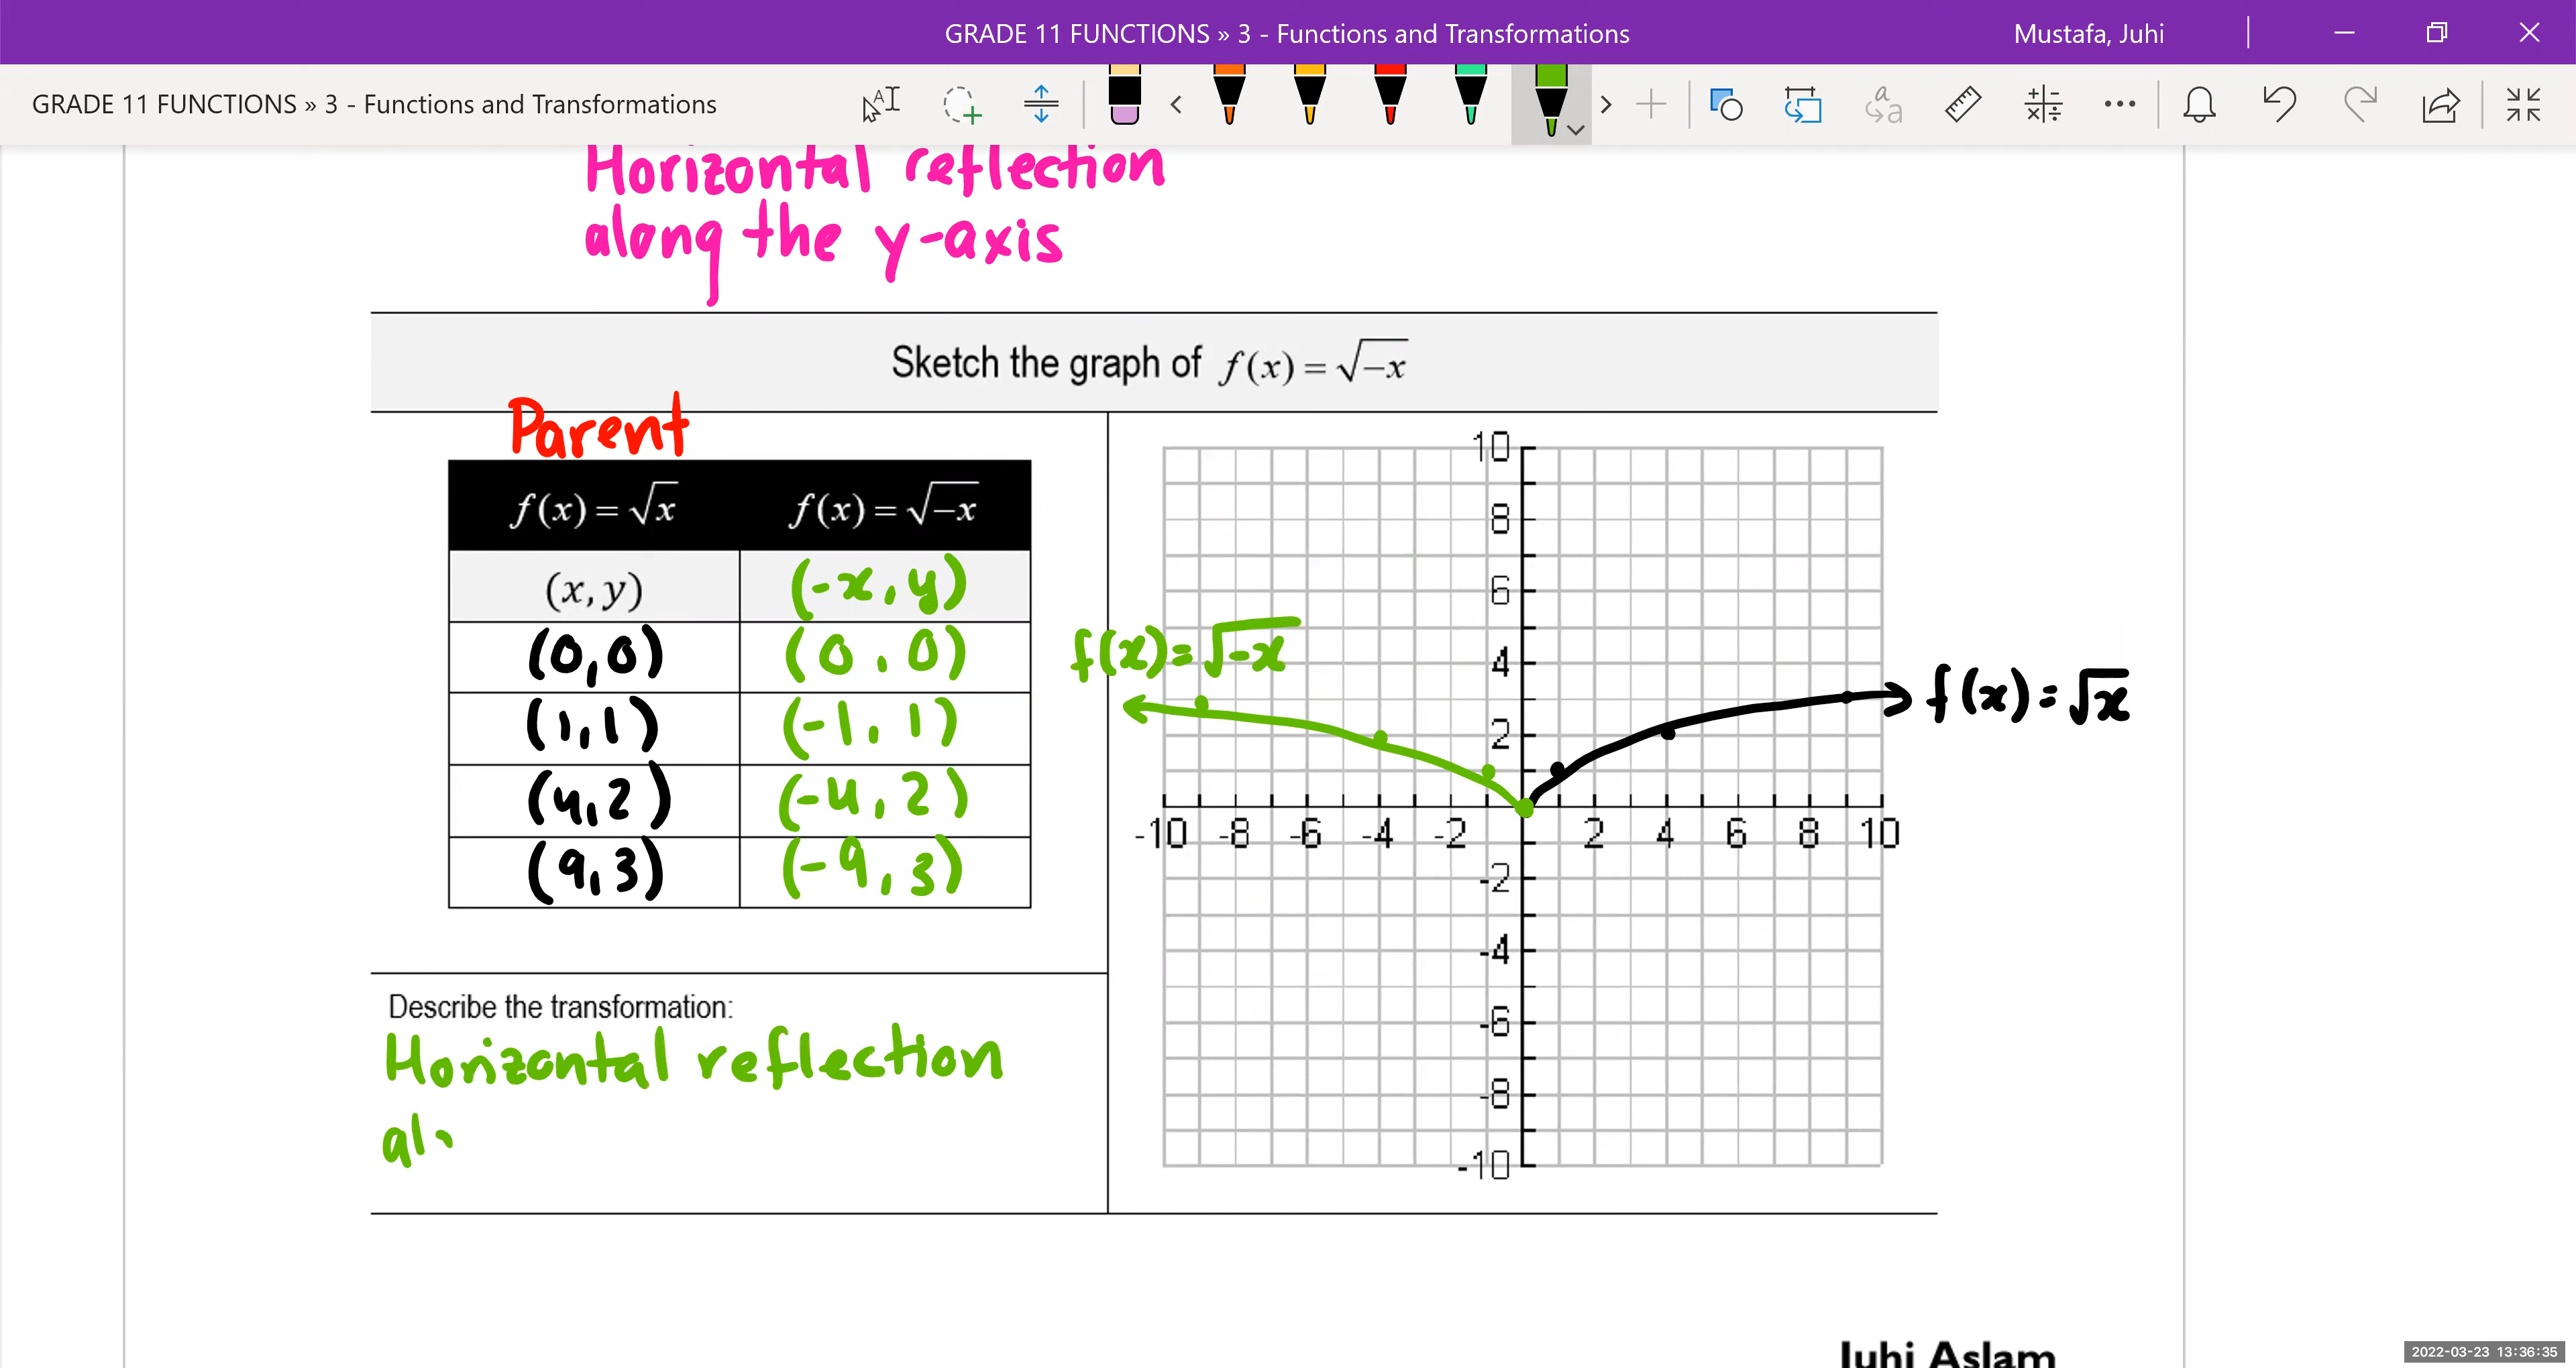 GRADE 11 FUNCTIONS » 3 - Functions and Transformations
Mustafa, Juhi
GRADE 11 FUNCTIONS » 3 - Functions and Transformations
Horizontal reflection
along the y-axis
Sketch the graph of f(x) = √-x
Parent
f(x) = √x f(x) = √-x
(x, y) (-x, y)
(0,0) (0,0)
(1,1) (-1,1)
(4,2) (-4,2)
(9,3) (-9,3)
Describe the transformation:
Horizontal reflection
al
f(x) = √-x
f(x) = √x
10
8
6
4
2
-10 -8 -6 -4 -2 2 4 6 8 10
-2
-4
-6
-8
-10
Juhi Aslam
2022-03-23 13:36:35